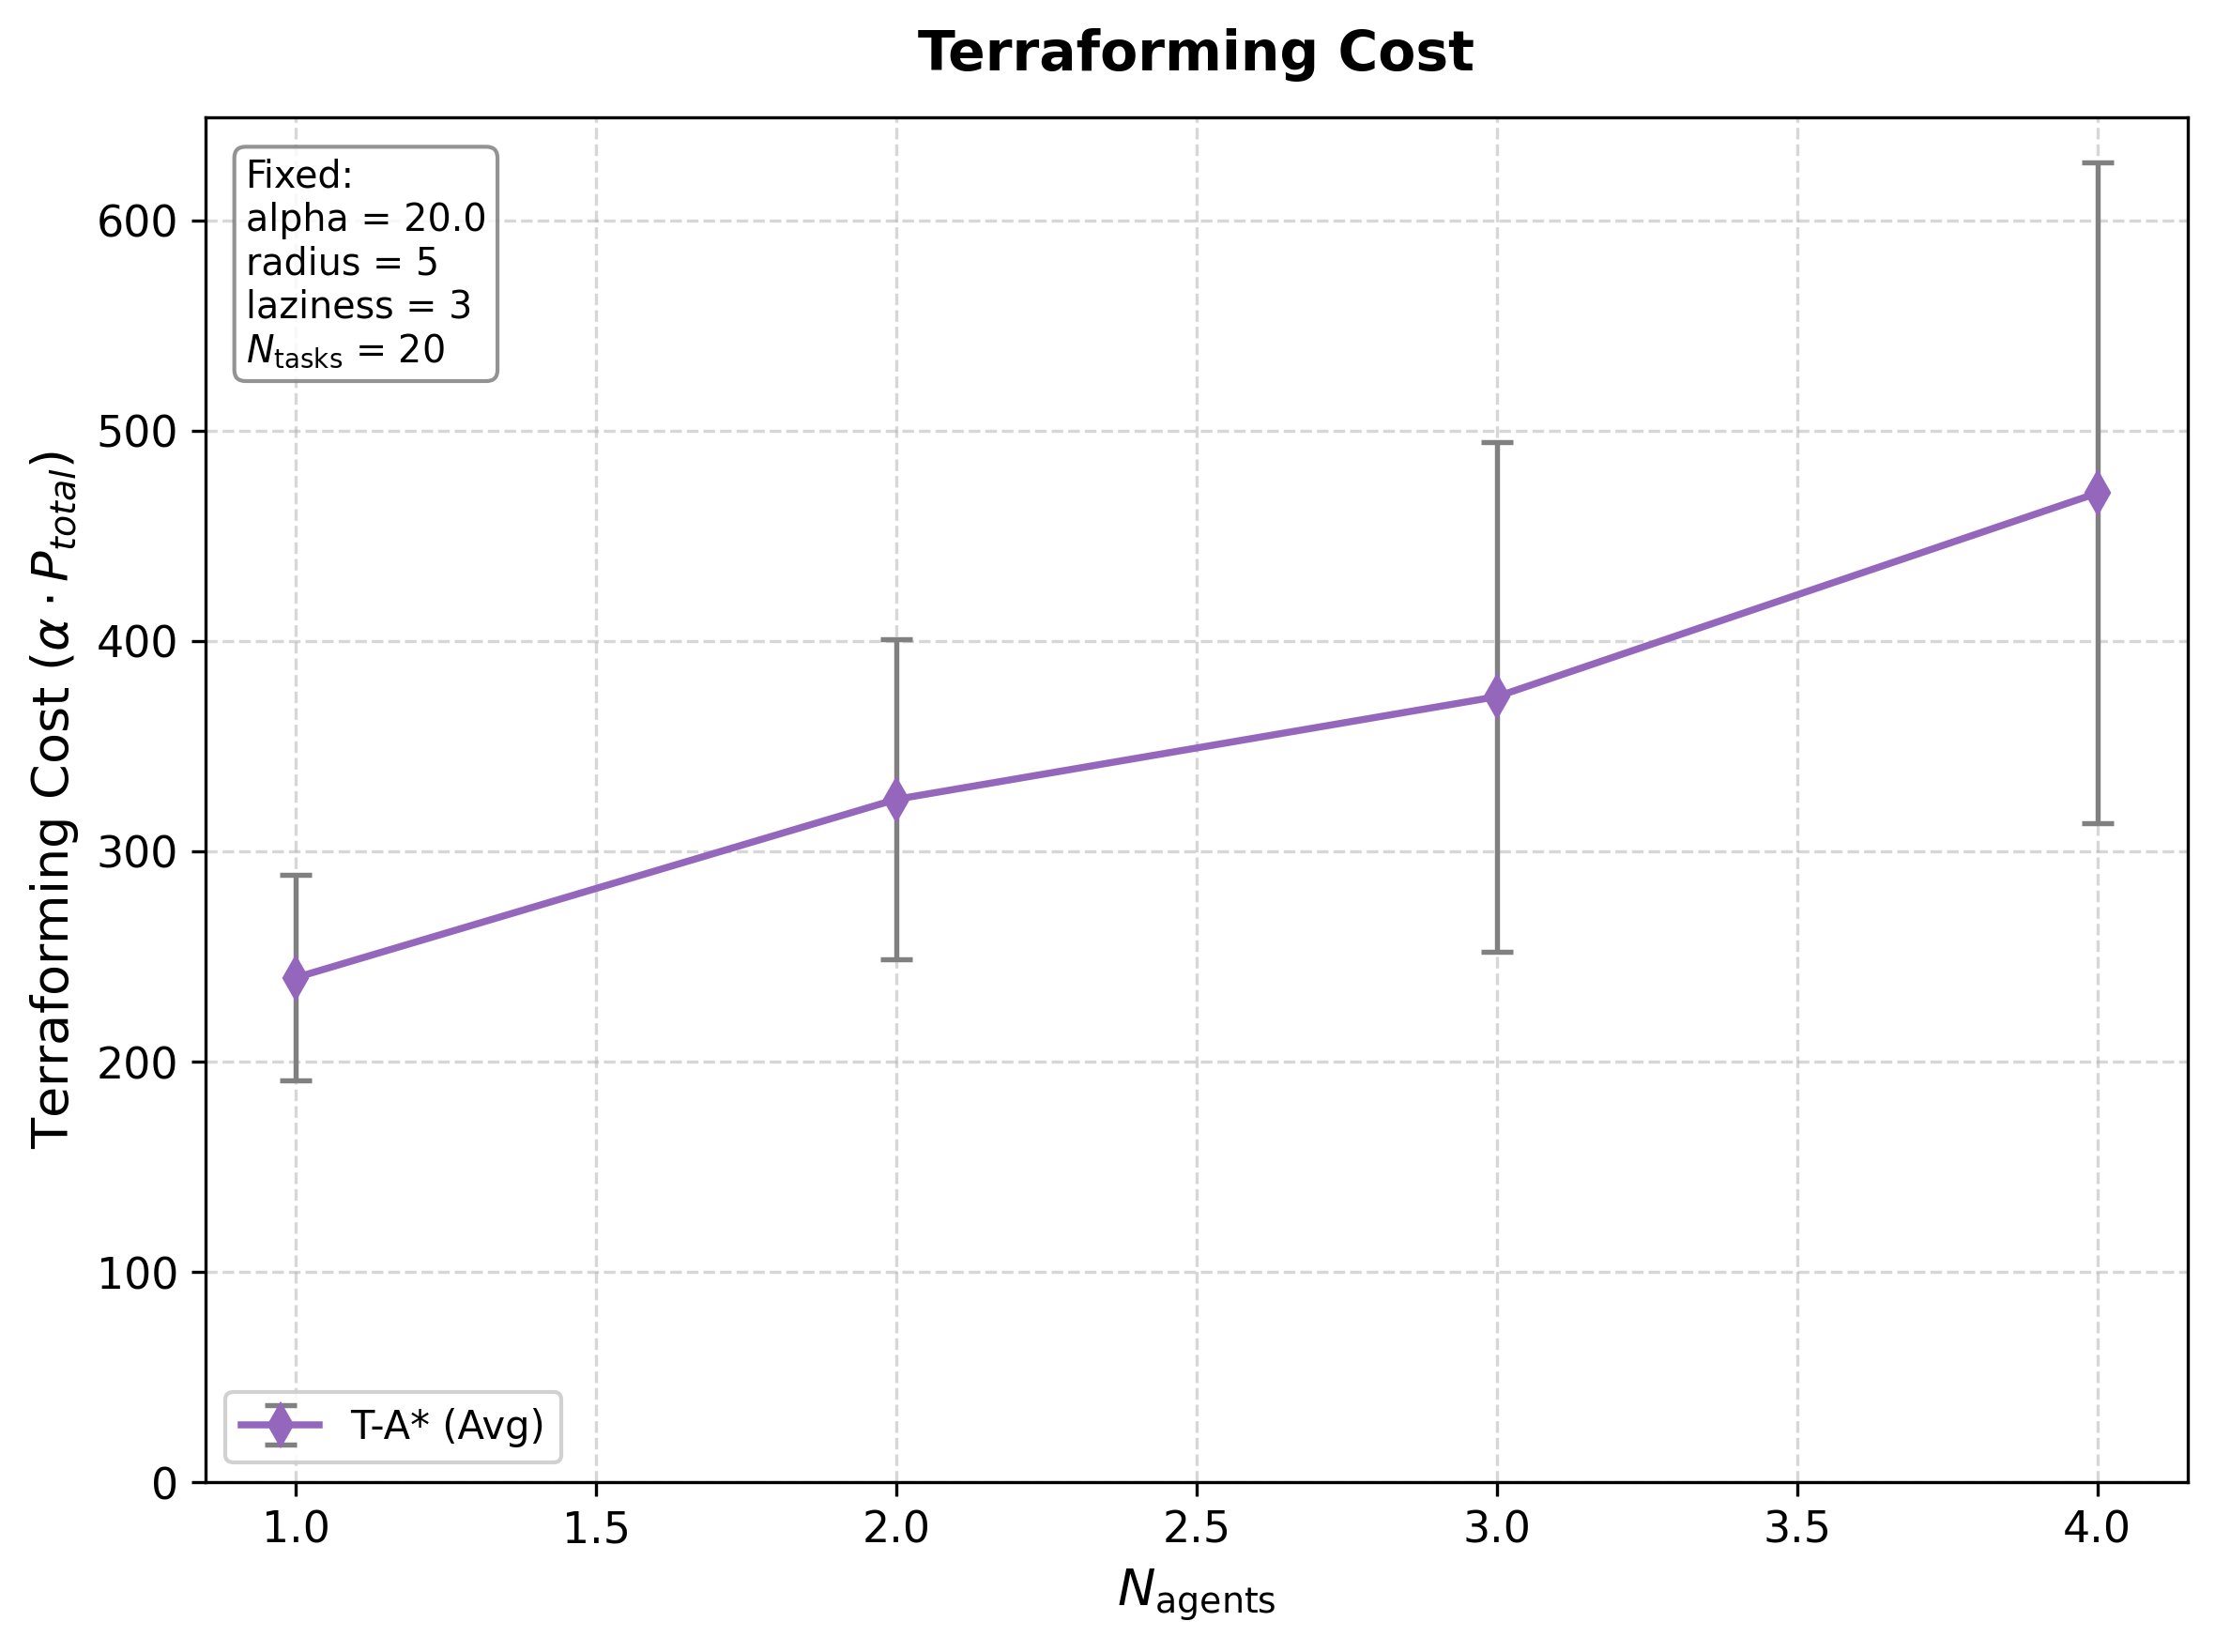 Terraforming Cost
Fixed:
alpha = 20.0
radius = 5
laziness = 3
N_tasks = 20
Terraforming Cost (α · P_total)
600
500
400
300
200
100
0
T-A* (Avg)
1.0 1.5 2.0 2.5 3.0 3.5 4.0
N_agents